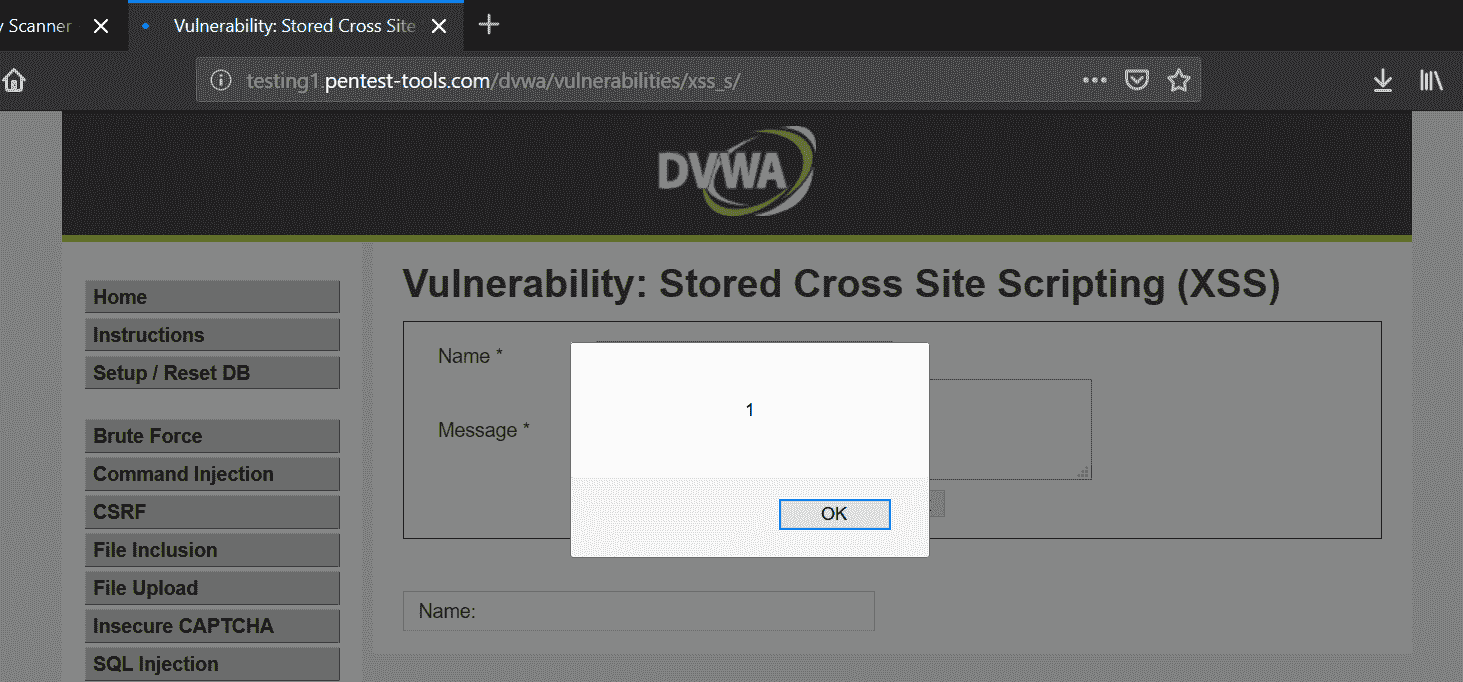 y Scanner
Vulnerability: Stored Cross Site
testing1.pentest-tools.com/dvwa/vulnerabilities/xss_s/
DVWA
Home
Instructions
Setup / Reset DB
Brute Force
Command Injection
CSRF
File Inclusion
File Upload
Insecure CAPTCHA
SQL Injection
Vulnerability: Stored Cross Site Scripting (XSS)
Name *
Message *
1
OK
Name: